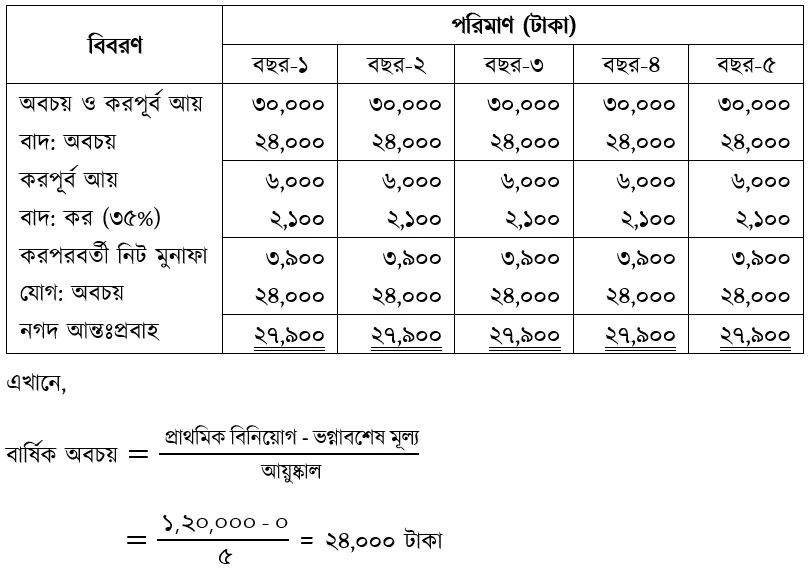 বিবরণ পরিমাণ (টাকা)
বছর-১ বছর-২ বছর-৩ বছর-৪ বছর-৫
অবচয় ও করপূর্ব আয় ৩০,০০০ ৩০,০০০ ৩০,০০০ ৩০,০০০ ৩০,০০০
বাদ: অবচয় ২৪,০০০ ২৪,০০০ ২৪,০০০ ২৪,০০০ ২৪,০০০
করপূর্ব আয় ৬,০০০ ৬,০০০ ৬,০০০ ৬,০০০ ৬,০০০
বাদ: কর (৩৫%) ২,১০০ ২,১০০ ২,১০০ ২,১০০ ২,১০০
করপরবর্তী নিট মুনাফা ৩,৯০০ ৩,৯০০ ৩,৯০০ ৩,৯০০ ৩,৯০০
যোগ: অবচয় ২৪,০০০ ২৪,০০০ ২৪,০০০ ২৪,০০০ ২৪,০০০
নগদ আন্তঃপ্রবাহ ২৭,৯০০ ২৭,৯০০ ২৭,৯০০ ২৭,৯০০ ২৭,৯০০
এখানে,
বার্ষিক অবচয় = প্রাথমিক বিনিয়োগ - ভগ্নাবশেষ মূল্য
আয়ুষ্কাল
= ১,২০,০০০ - ০
৫
= ২৪,০০০ টাকা